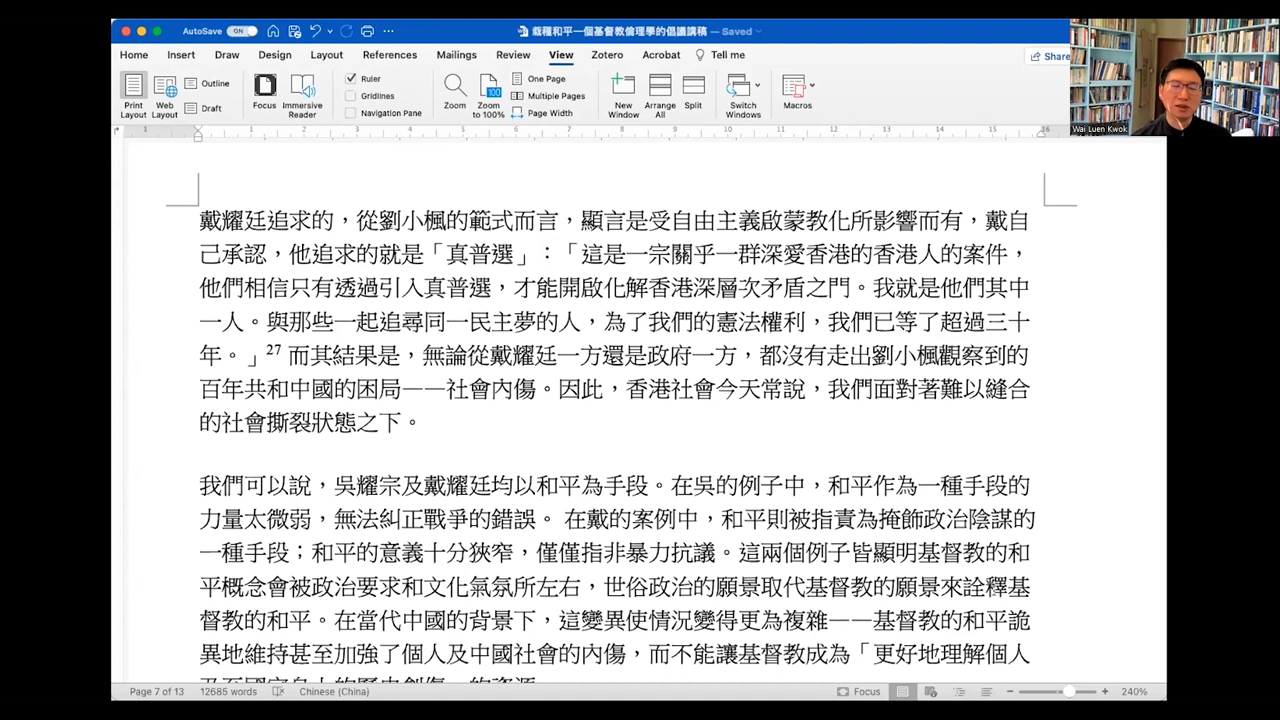 AutoSave ON 栽種和平一個基督教倫理學的倡議講稿 — Saved
Home Insert Draw Design Layout References Mailings Review View Zotero Acrobat Tell me Share
Print Layout
Web Layout
Outline
Draft
Focus
Immersive Reader
Ruler
Gridlines
Navigation Pane
Zoom
Zoom to 100%
100
One Page
Multiple Pages
Page Width
New Window
Arrange All
Split
Switch Windows
Macros
Wai Luen Kwok
1 1 2 3 4 5 6 7 8 9 10 11 12 13 14 15 16
戴耀廷追求的，從劉小楓的範式而言，顯言是受自由主義啟蒙教化所影響而有，戴自
己承認，他追求的就是「真普選」：「這是一宗關乎一群深愛香港的香港人的案件，
他們相信只有透過引入真普選，才能開啟化解香港深層次矛盾之門。我就是他們其中
一人。與那些一起追尋同一民主夢的人，為了我們的憲法權利，我們已等了超過三十
年。」27 而其結果是，無論從戴耀廷一方還是政府一方，都沒有走出劉小楓觀察到的
百年共和中國的困局——社會內傷。因此，香港社會今天常說，我們面對著難以縫合
的社會撕裂狀態之下。
我們可以說，吳耀宗及戴耀廷均以和平為手段。在吳的例子中，和平作為一種手段的
力量太微弱，無法糾正戰爭的錯誤。 在戴的案例中，和平則被指責為掩飾政治陰謀的
一種手段；和平的意義十分狹窄，僅僅指非暴力抗議。這兩個例子皆顯明基督教的和
平概念會被政治要求和文化氣氛所左右，世俗政治的願景取代基督教的願景來詮釋基
督教的和平。在當代中國的背景下，這變異使情況變得更為複雜——基督教的和平詭
異地維持甚至加強了個人及中國社會的內傷，而不能讓基督教成為「更好地理解個人
Page 7 of 13 12685 words Chinese (China) Focus 240%